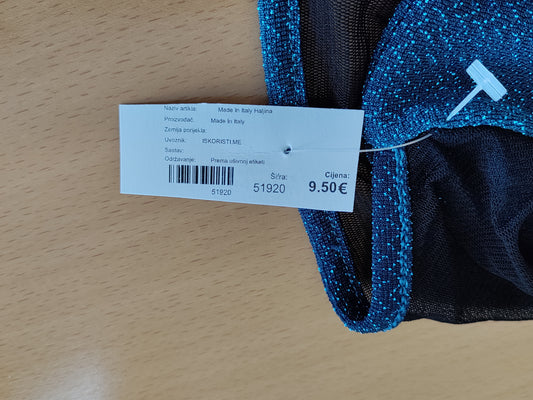 Naziv artikla: Made In Italy Haljina
Proizvođač: Made In Italy
Zemlja porijekla:
Uvoznik: ISKORISTI.ME
Sastav:
Održavanje: Prema ušivnoj etiketi
Šifra: Cijena:
51920 51920 9.50€